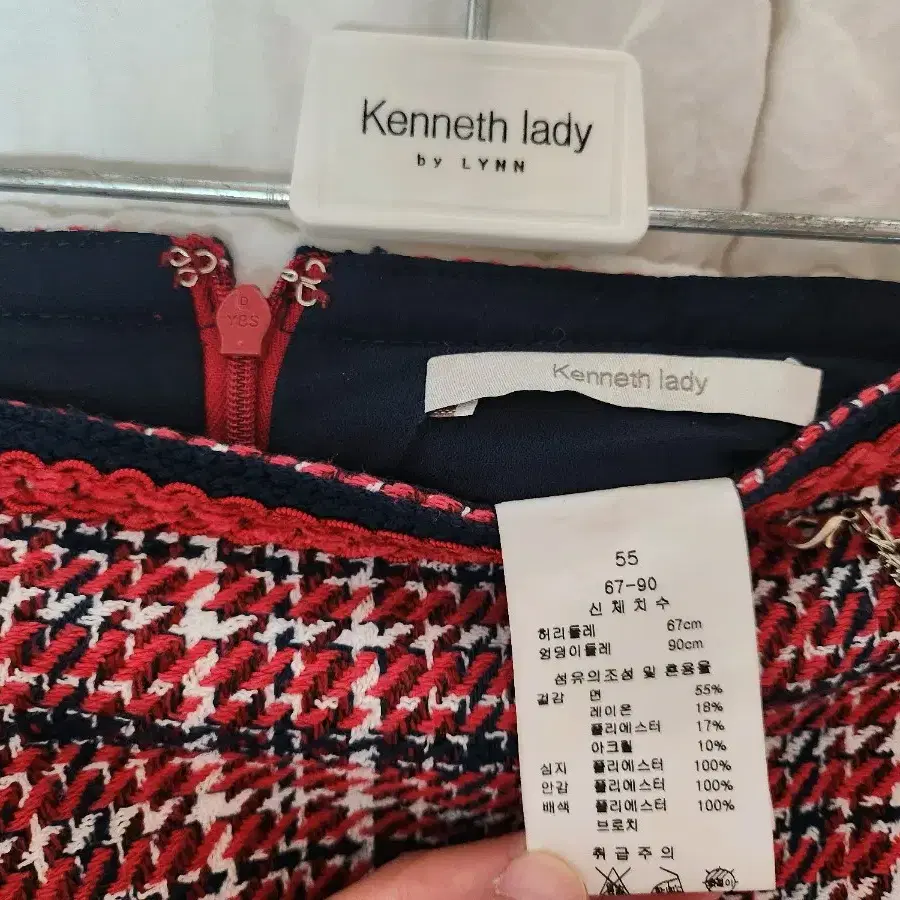 Kenneth lady
by LYNN
YBS
Kenneth lady
55
67-90
신 체 치 수
허리둘레 67cm
엉덩이둘레 90cm
섬유의조성 및 혼용율
겉감 면 55%
레이온 18%
폴리에스터 17%
아크릴 10%
심지 폴리에스터 100%
안감 폴리에스터 100%
배색 폴리에스터 100%
브로치
취 급 주 의